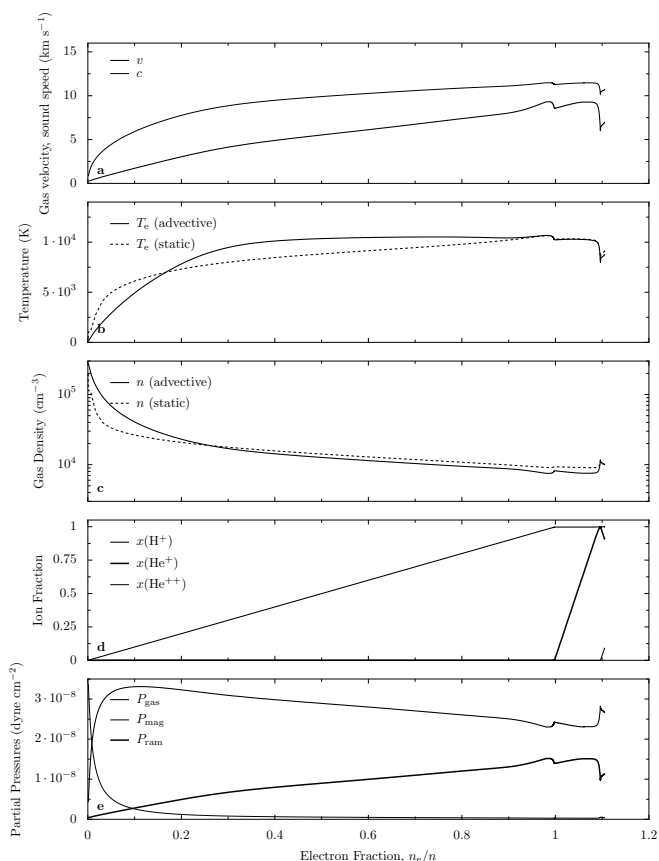 Gas velocity, sound speed (km s⁻¹)
15
10
5
0
v
c
a
Temperature (K)
1·10⁴
5·10³
0
Tₑ (advective)
Tₑ (static)
b
Gas Density (cm⁻³)
10⁵
10⁴
n (advective)
n (static)
c
Ion Fraction
1
0.75
0.5
0.25
0
x(H⁺)
x(He⁺)
x(He⁺⁺)
d
Partial Pressures (dyne cm⁻²)
3·10⁻⁸
2·10⁻⁸
1·10⁻⁸
0
P_gas
P_mag
P_ram
e
0 0.2 0.4 0.6 0.8 1 1.2
Electron Fraction, nₑ/n